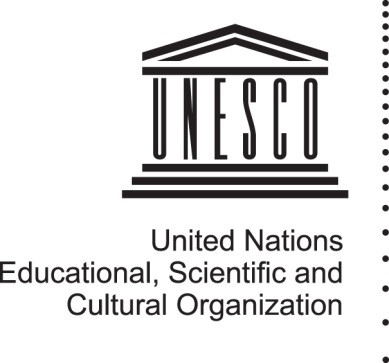 UNESCO
United Nations
Educational, Scientific and
Cultural Organization